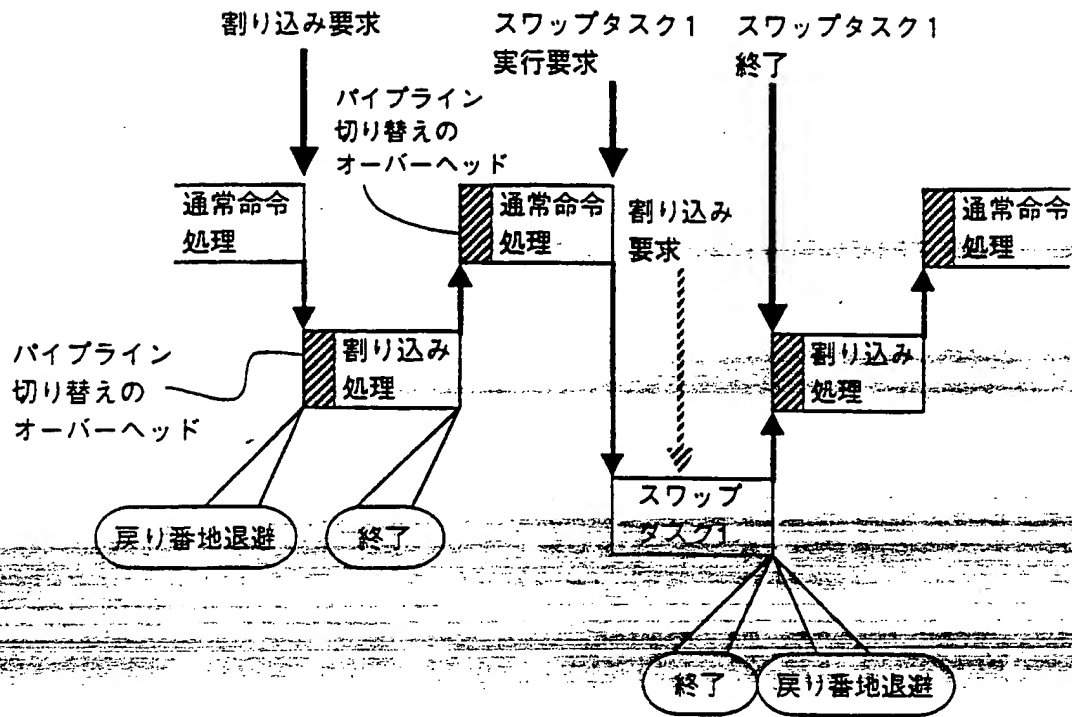 割り込み要求
スワップタスク1
実行要求
スワップタスク1
終了
パイプライン
切り替えの
オーバーヘッド
通常命令
処理
通常命令
処理
割り込み
要求
通常命令
処理
パイプライン
切り替えの
オーバーヘッド
割り込み
処理
割り込み
処理
スワップ
タスク1
戻り番地退避
終了
終了
戻り番地退避